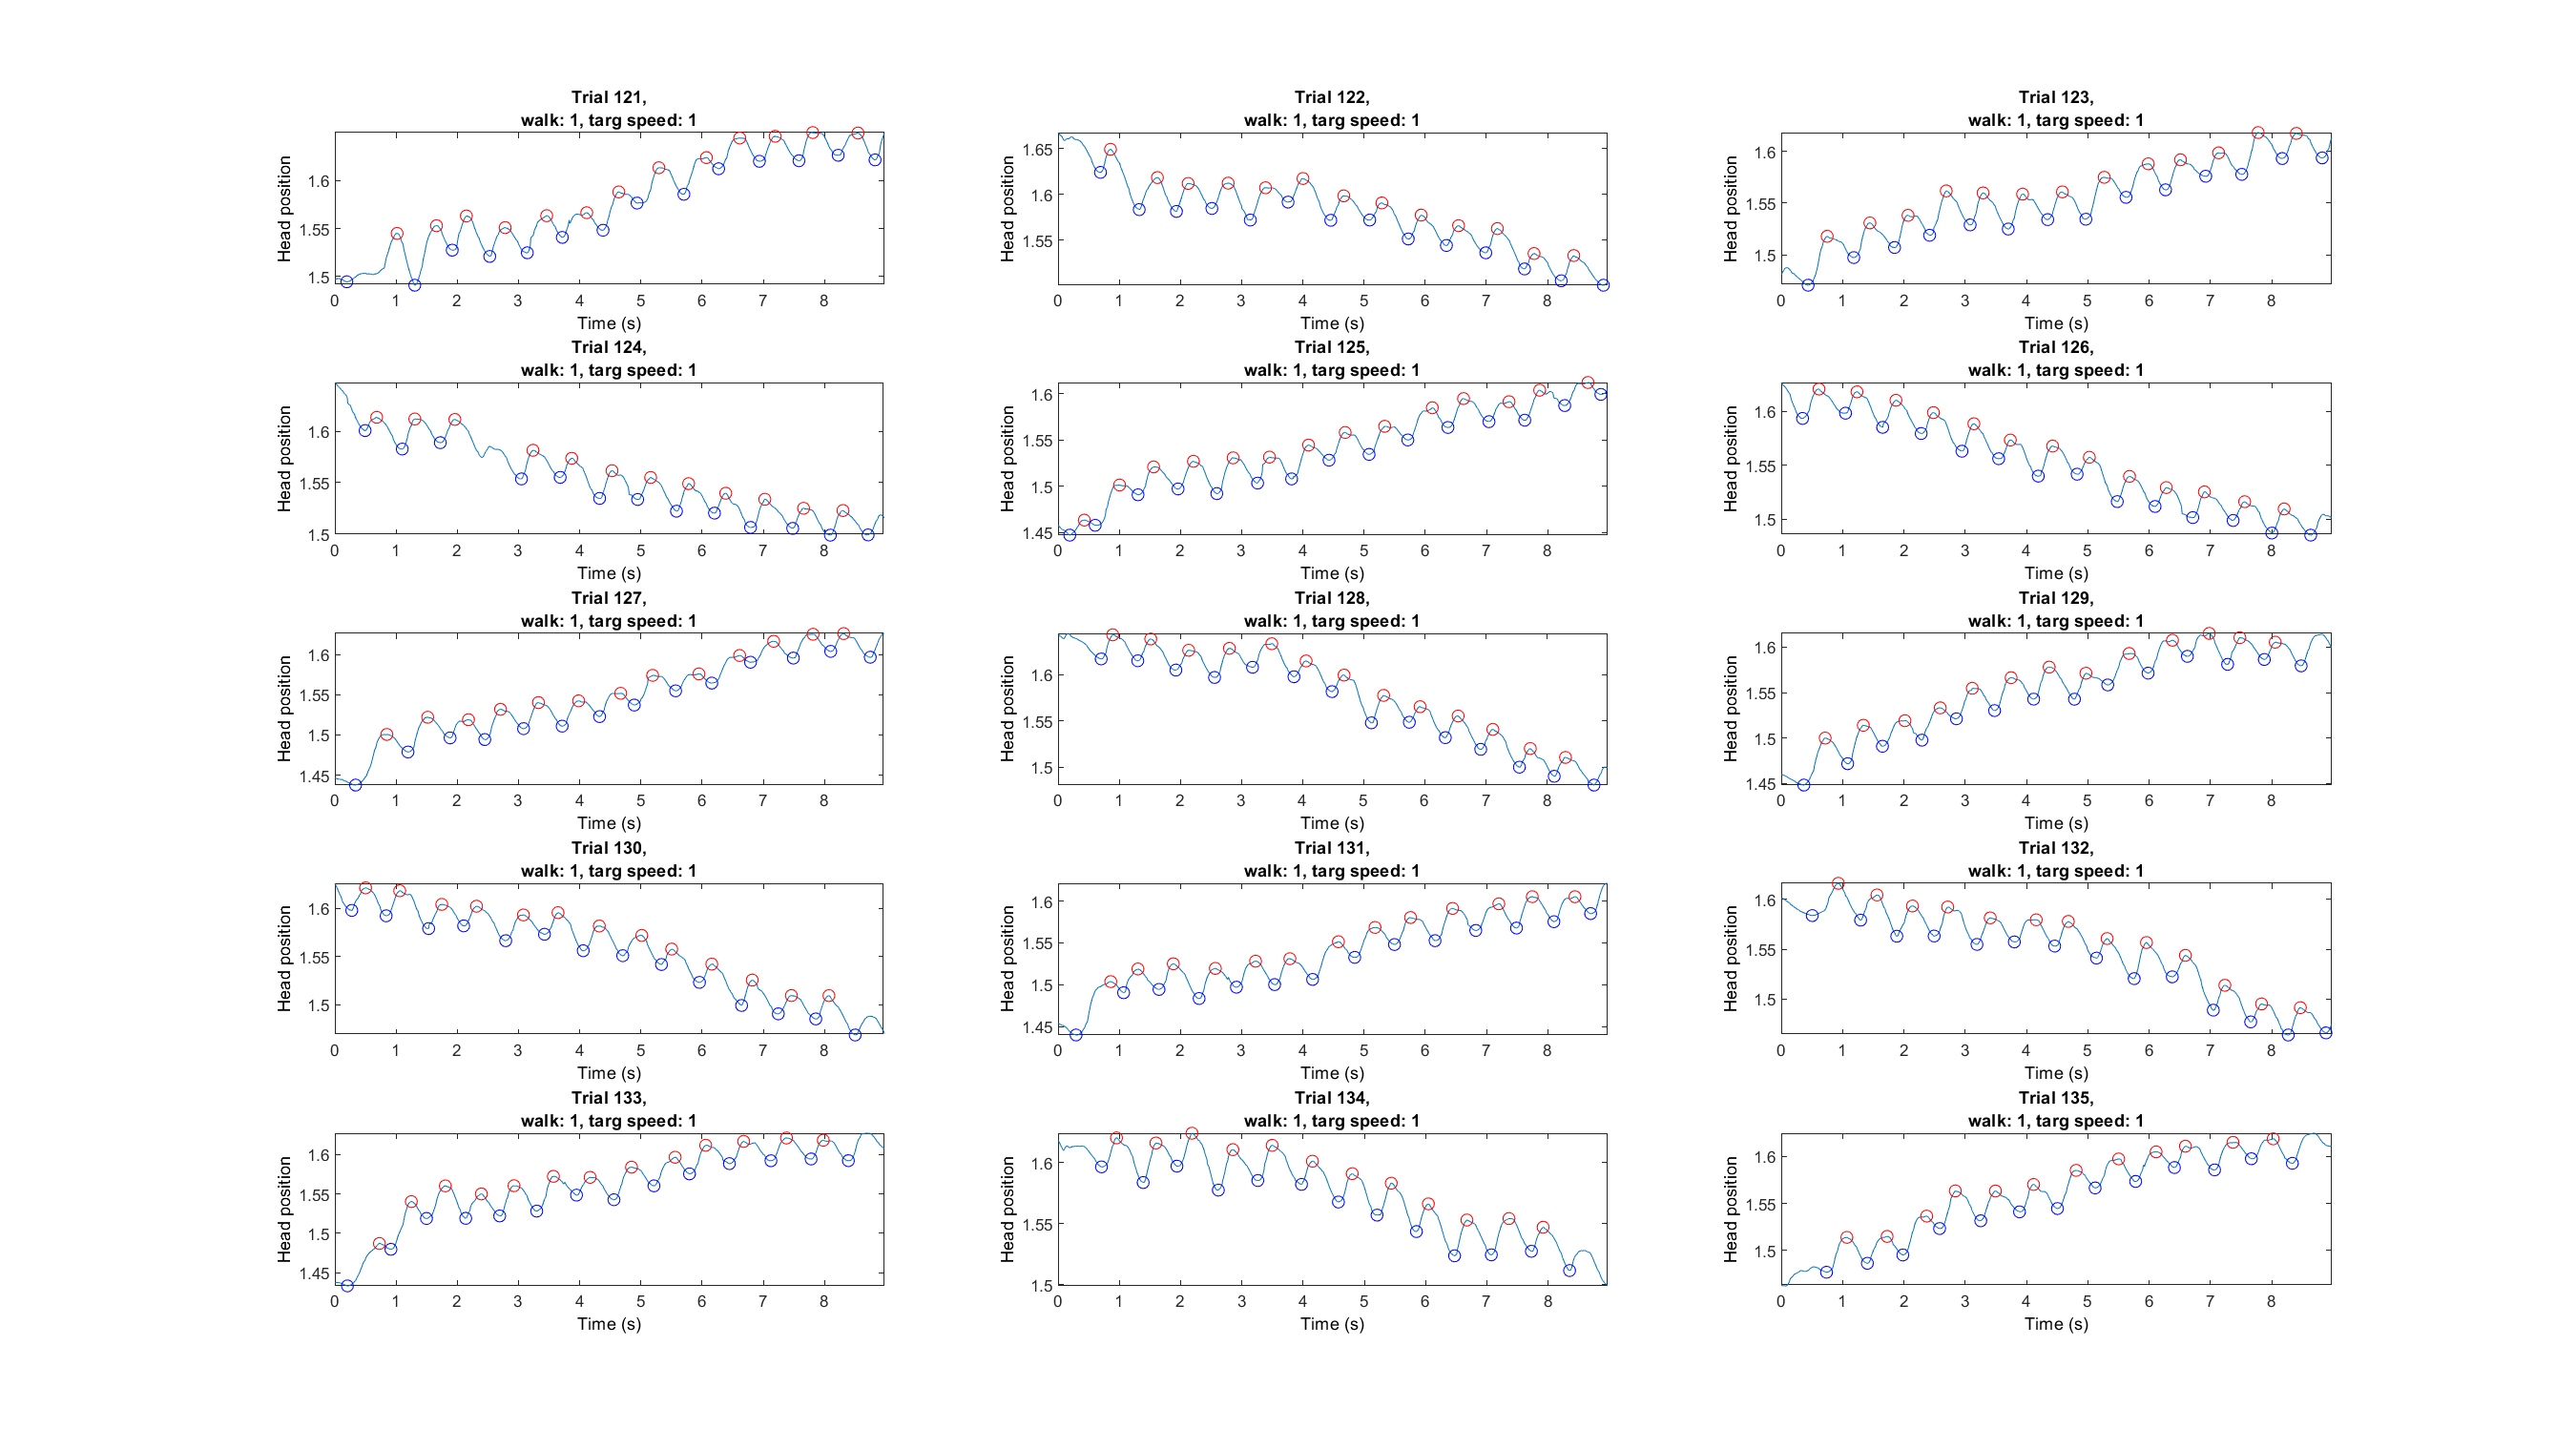 Trial 121,
walk: 1, targ speed: 1
Head position
1.6
1.55
1.5
0 1 2 3 4 5 6 7 8
Time (s)
Trial 122,
walk: 1, targ speed: 1
Head position
1.65
1.6
1.55
0 1 2 3 4 5 6 7 8
Time (s)
Trial 123,
walk: 1, targ speed: 1
Head position
1.6
1.55
1.5
0 1 2 3 4 5 6 7 8
Time (s)
Trial 124,
walk: 1, targ speed: 1
Head position
1.6
1.55
1.5
0 1 2 3 4 5 6 7 8
Time (s)
Trial 125,
walk: 1, targ speed: 1
Head position
1.6
1.55
1.5
1.45
0 1 2 3 4 5 6 7 8
Time (s)
Trial 126,
walk: 1, targ speed: 1
Head position
1.6
1.55
1.5
0 1 2 3 4 5 6 7 8
Time (s)
Trial 127,
walk: 1, targ speed: 1
Head position
1.6
1.55
1.5
1.45
0 1 2 3 4 5 6 7 8
Time (s)
Trial 128,
walk: 1, targ speed: 1
Head position
1.6
1.55
1.5
0 1 2 3 4 5 6 7 8
Time (s)
Trial 129,
walk: 1, targ speed: 1
Head position
1.6
1.55
1.5
1.45
0 1 2 3 4 5 6 7 8
Time (s)
Trial 130,
walk: 1, targ speed: 1
Head position
1.6
1.55
1.5
0 1 2 3 4 5 6 7 8
Time (s)
Trial 131,
walk: 1, targ speed: 1
Head position
1.6
1.55
1.5
1.45
0 1 2 3 4 5 6 7 8
Time (s)
Trial 132,
walk: 1, targ speed: 1
Head position
1.6
1.55
1.5
0 1 2 3 4 5 6 7 8
Time (s)
Trial 133,
walk: 1, targ speed: 1
Head position
1.6
1.55
1.5
1.45
0 1 2 3 4 5 6 7 8
Time (s)
Trial 134,
walk: 1, targ speed: 1
Head position
1.6
1.55
1.5
0 1 2 3 4 5 6 7 8
Time (s)
Trial 135,
walk: 1, targ speed: 1
Head position
1.6
1.55
1.5
0 1 2 3 4 5 6 7 8
Time (s)